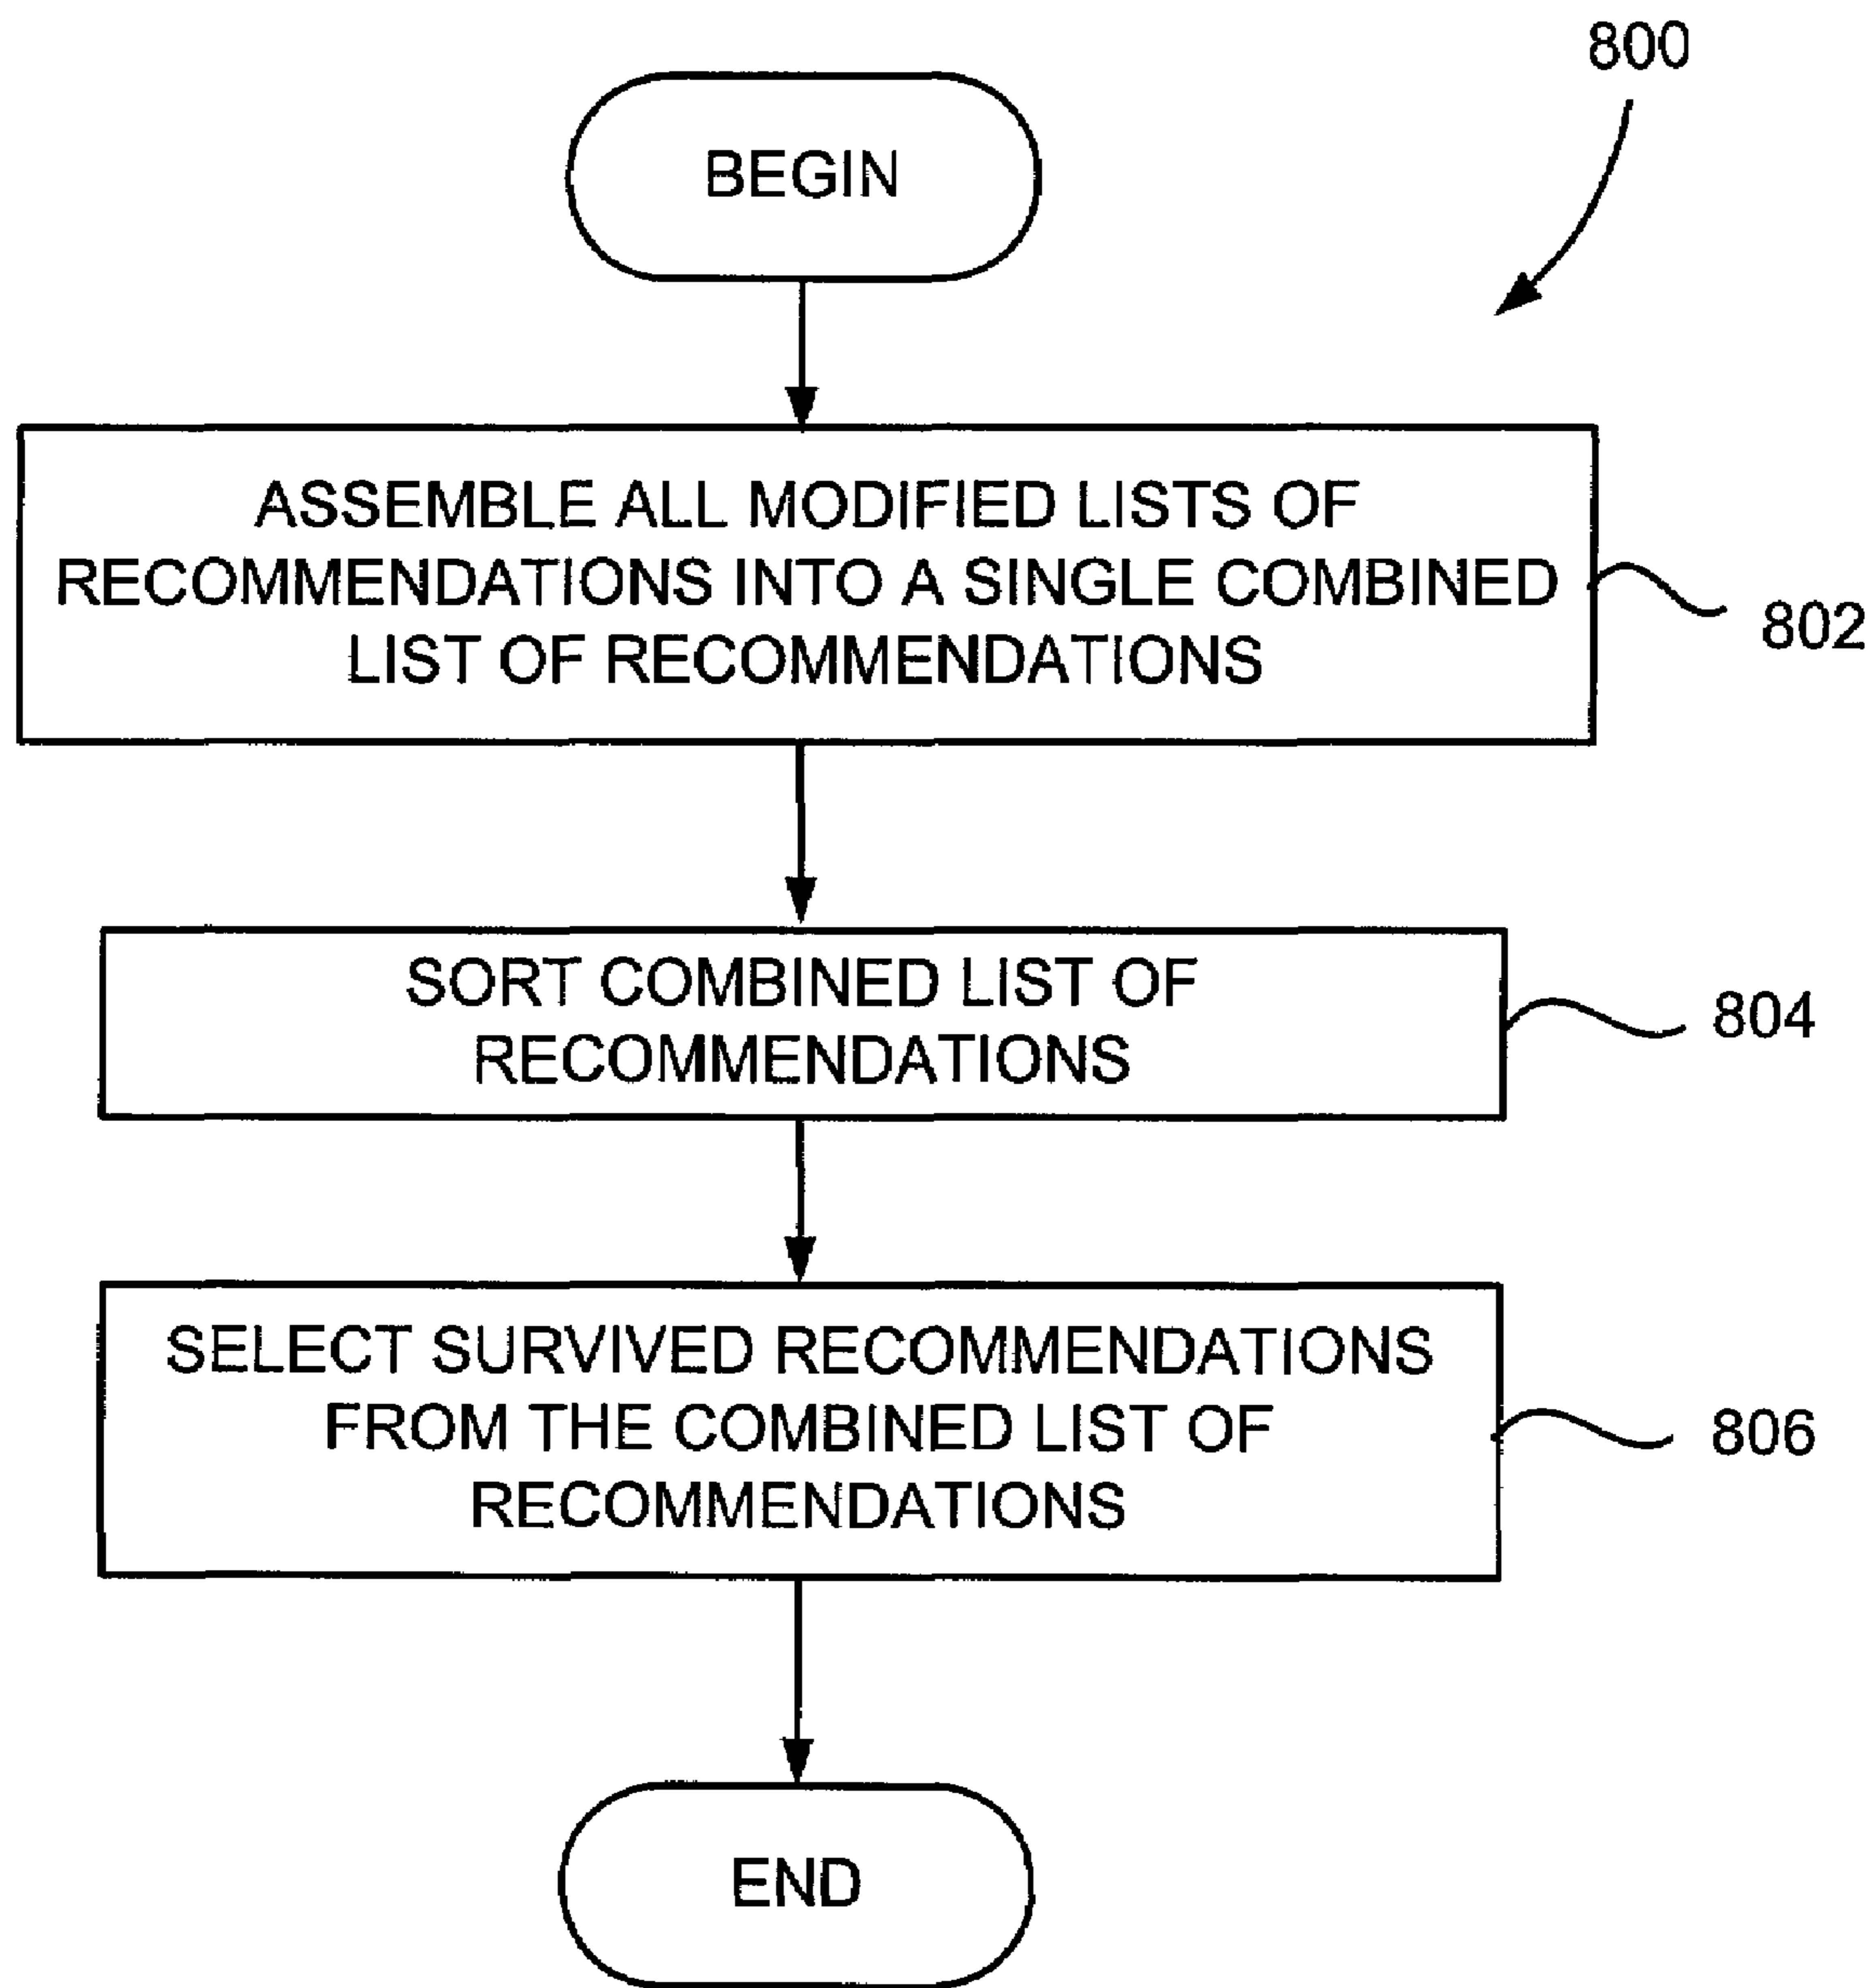 800
BEGIN
ASSEMBLE ALL MODIFIED LISTS OF
RECOMMENDATIONS INTO A SINGLE COMBINED
LIST OF RECOMMENDATIONS
802
SORT COMBINED LIST OF
RECOMMENDATIONS
804
SELECT SURVIVED RECOMMENDATIONS
FROM THE COMBINED LIST OF
RECOMMENDATIONS
806
END